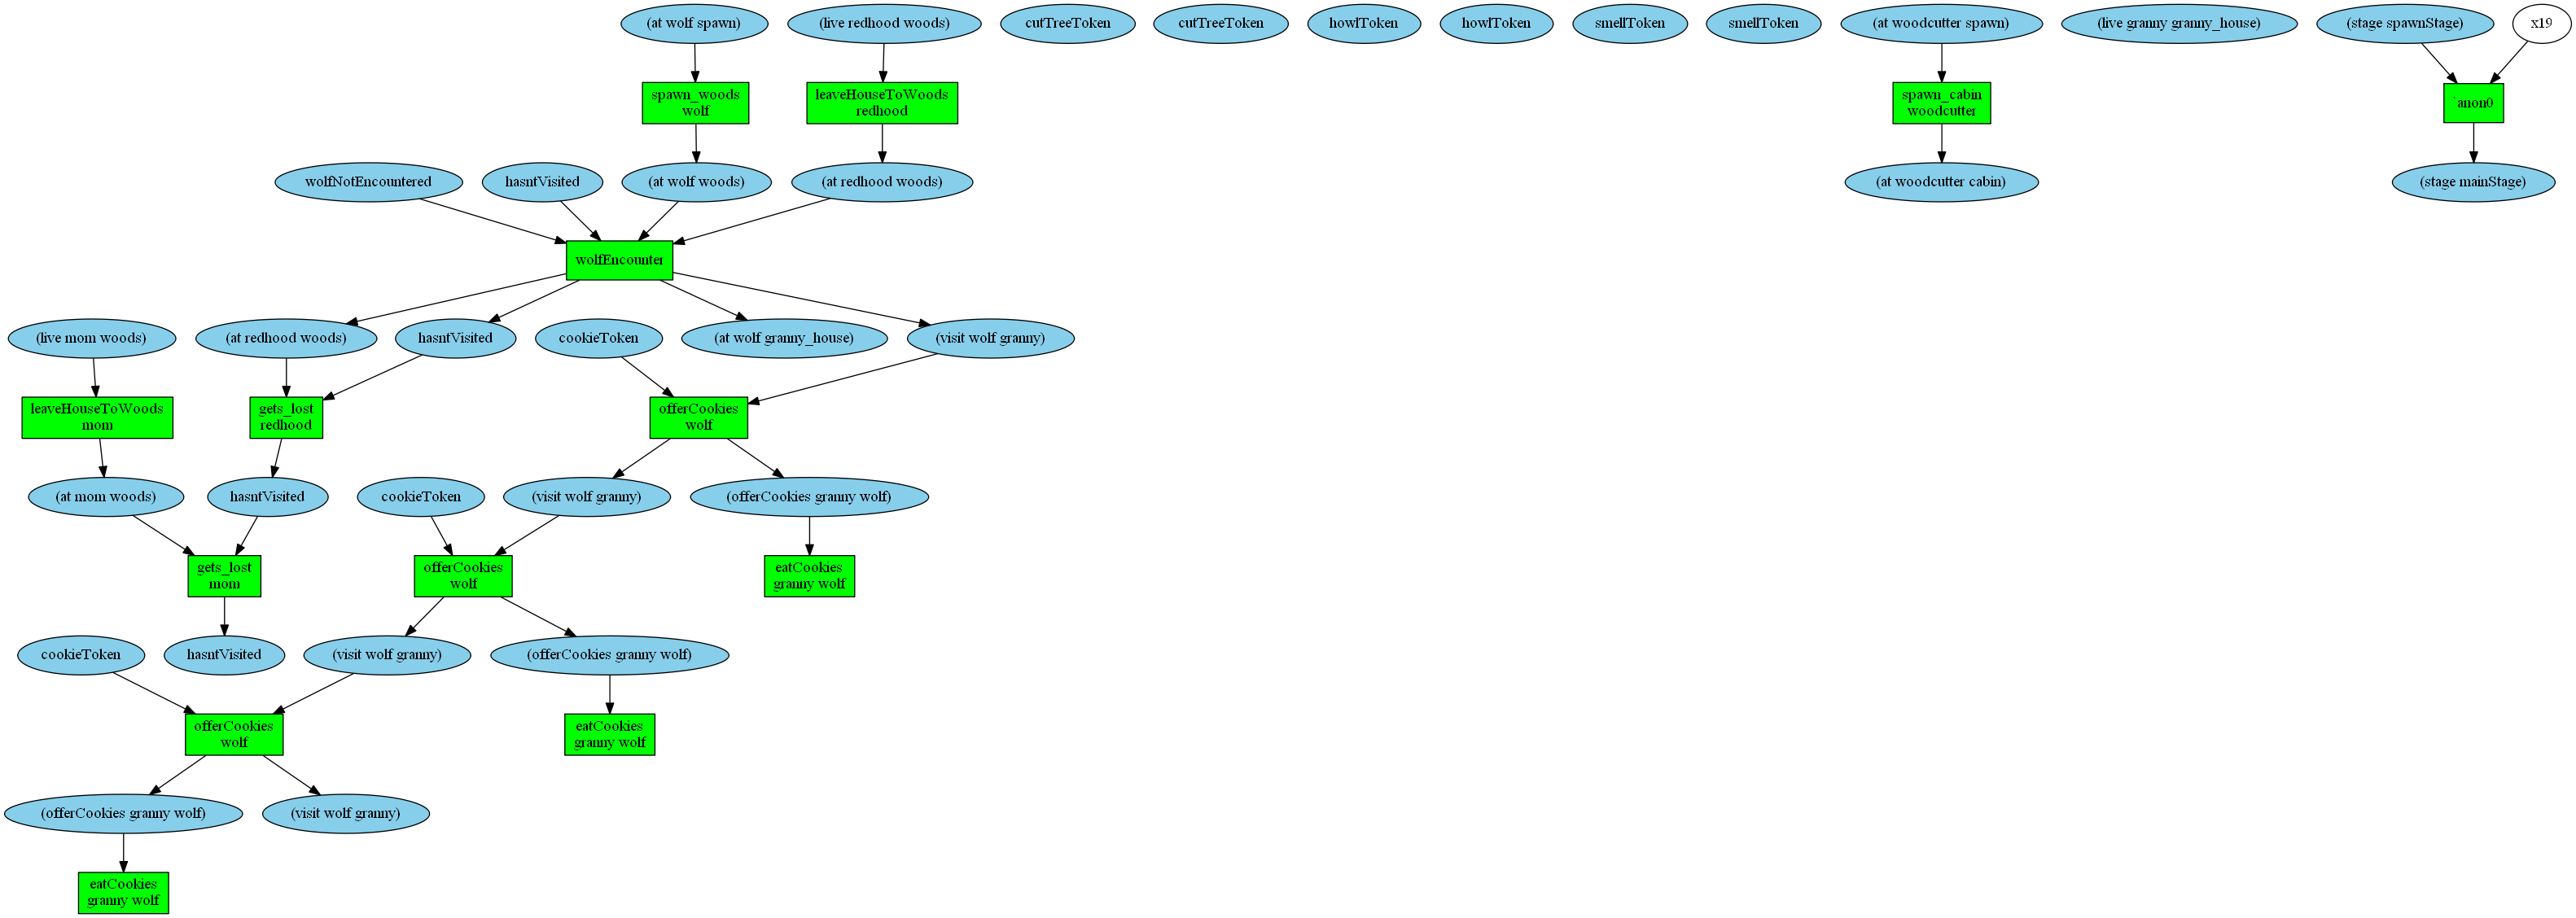 (at wolf spawn)
(live redhood woods)
cutTreeToken
cutTreeToken
howlToken
howlToken
smellToken
smellToken
(at woodcutter spawn)
(live granny granny_house)
(stage spawnStage)
x19
spawn_woods
wolf
leaveHouseToWoods
redhood
spawn_cabin
woodcutter
`anon0
wolfNotEncountered
hasntVisited
(at wolf woods)
(at redhood woods)
(at woodcutter cabin)
(stage mainStage)
wolfEncounter
(live mom woods)
(at redhood woods)
hasntVisited
cookieToken
(at wolf granny_house)
(visit wolf granny)
leaveHouseToWoods
mom
gets_lost
redhood
offerCookies
wolf
(at mom woods)
hasntVisited
cookieToken
(visit wolf granny)
(offerCookies granny wolf)
gets_lost
mom
offerCookies
wolf
eatCookies
granny wolf
cookieToken
hasntVisited
(visit wolf granny)
(offerCookies granny wolf)
offerCookies
wolf
eatCookies
granny wolf
(offerCookies granny wolf)
(visit wolf granny)
eatCookies
granny wolf